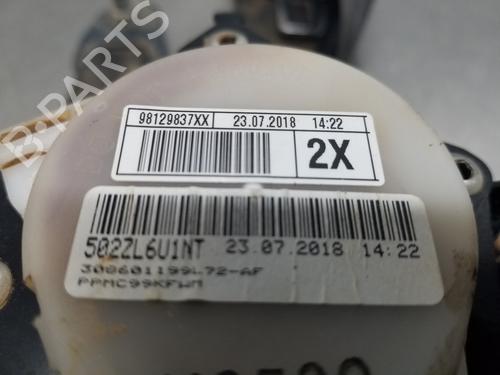 B-PARTS
98129837XX 23.07.2018 14:22
2X
502ZL6U1NT 23.07.2018 14:22
308601199L72-AF
PPMC99KFWM